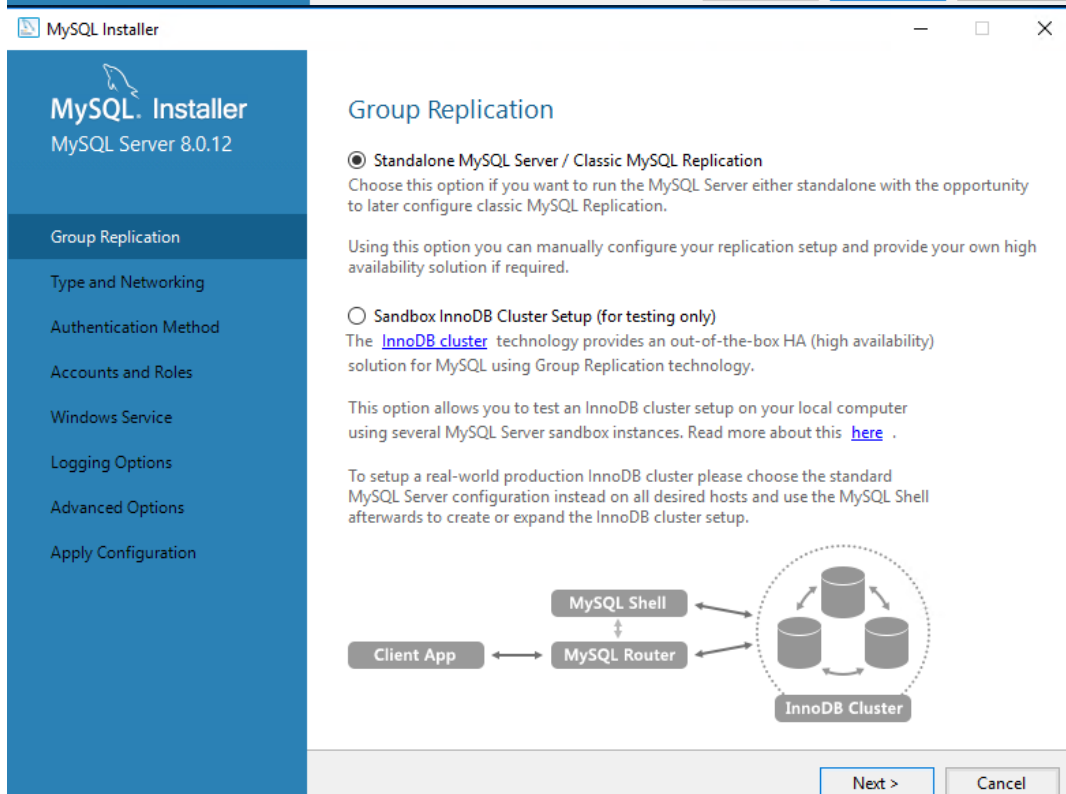 MySQL Installer
MySQL. Installer
MySQL Server 8.0.12
Group Replication
Type and Networking
Authentication Method
Accounts and Roles
Windows Service
Logging Options
Advanced Options
Apply Configuration
Group Replication
Standalone MySQL Server / Classic MySQL Replication
Choose this option if you want to run the MySQL Server either standalone with the opportunity
to later configure classic MySQL Replication.
Using this option you can manually configure your replication setup and provide your own high
availability solution if required.
Sandbox InnoDB Cluster Setup (for testing only)
The InnoDB cluster technology provides an out-of-the-box HA (high availability)
solution for MySQL using Group Replication technology.
This option allows you to test an InnoDB cluster setup on your local computer
using several MySQL Server sandbox instances. Read more about this here .
To setup a real-world production InnoDB cluster please choose the standard
MySQL Server configuration instead on all desired hosts and use the MySQL Shell
afterwards to create or expand the InnoDB cluster setup.
MySQL Shell
Client App
MySQL Router
InnoDB Cluster
Next >
Cancel